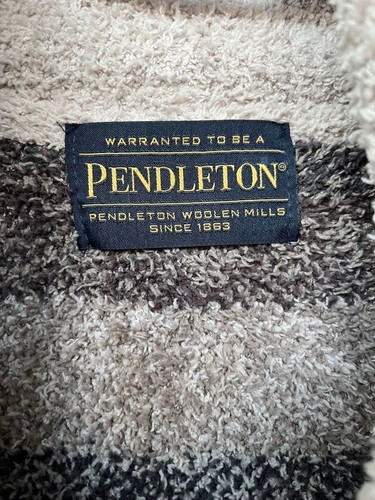 WARRANTED TO BE A
PENDLETON®
PENDLETON WOOLEN MILLS
SINCE 1863